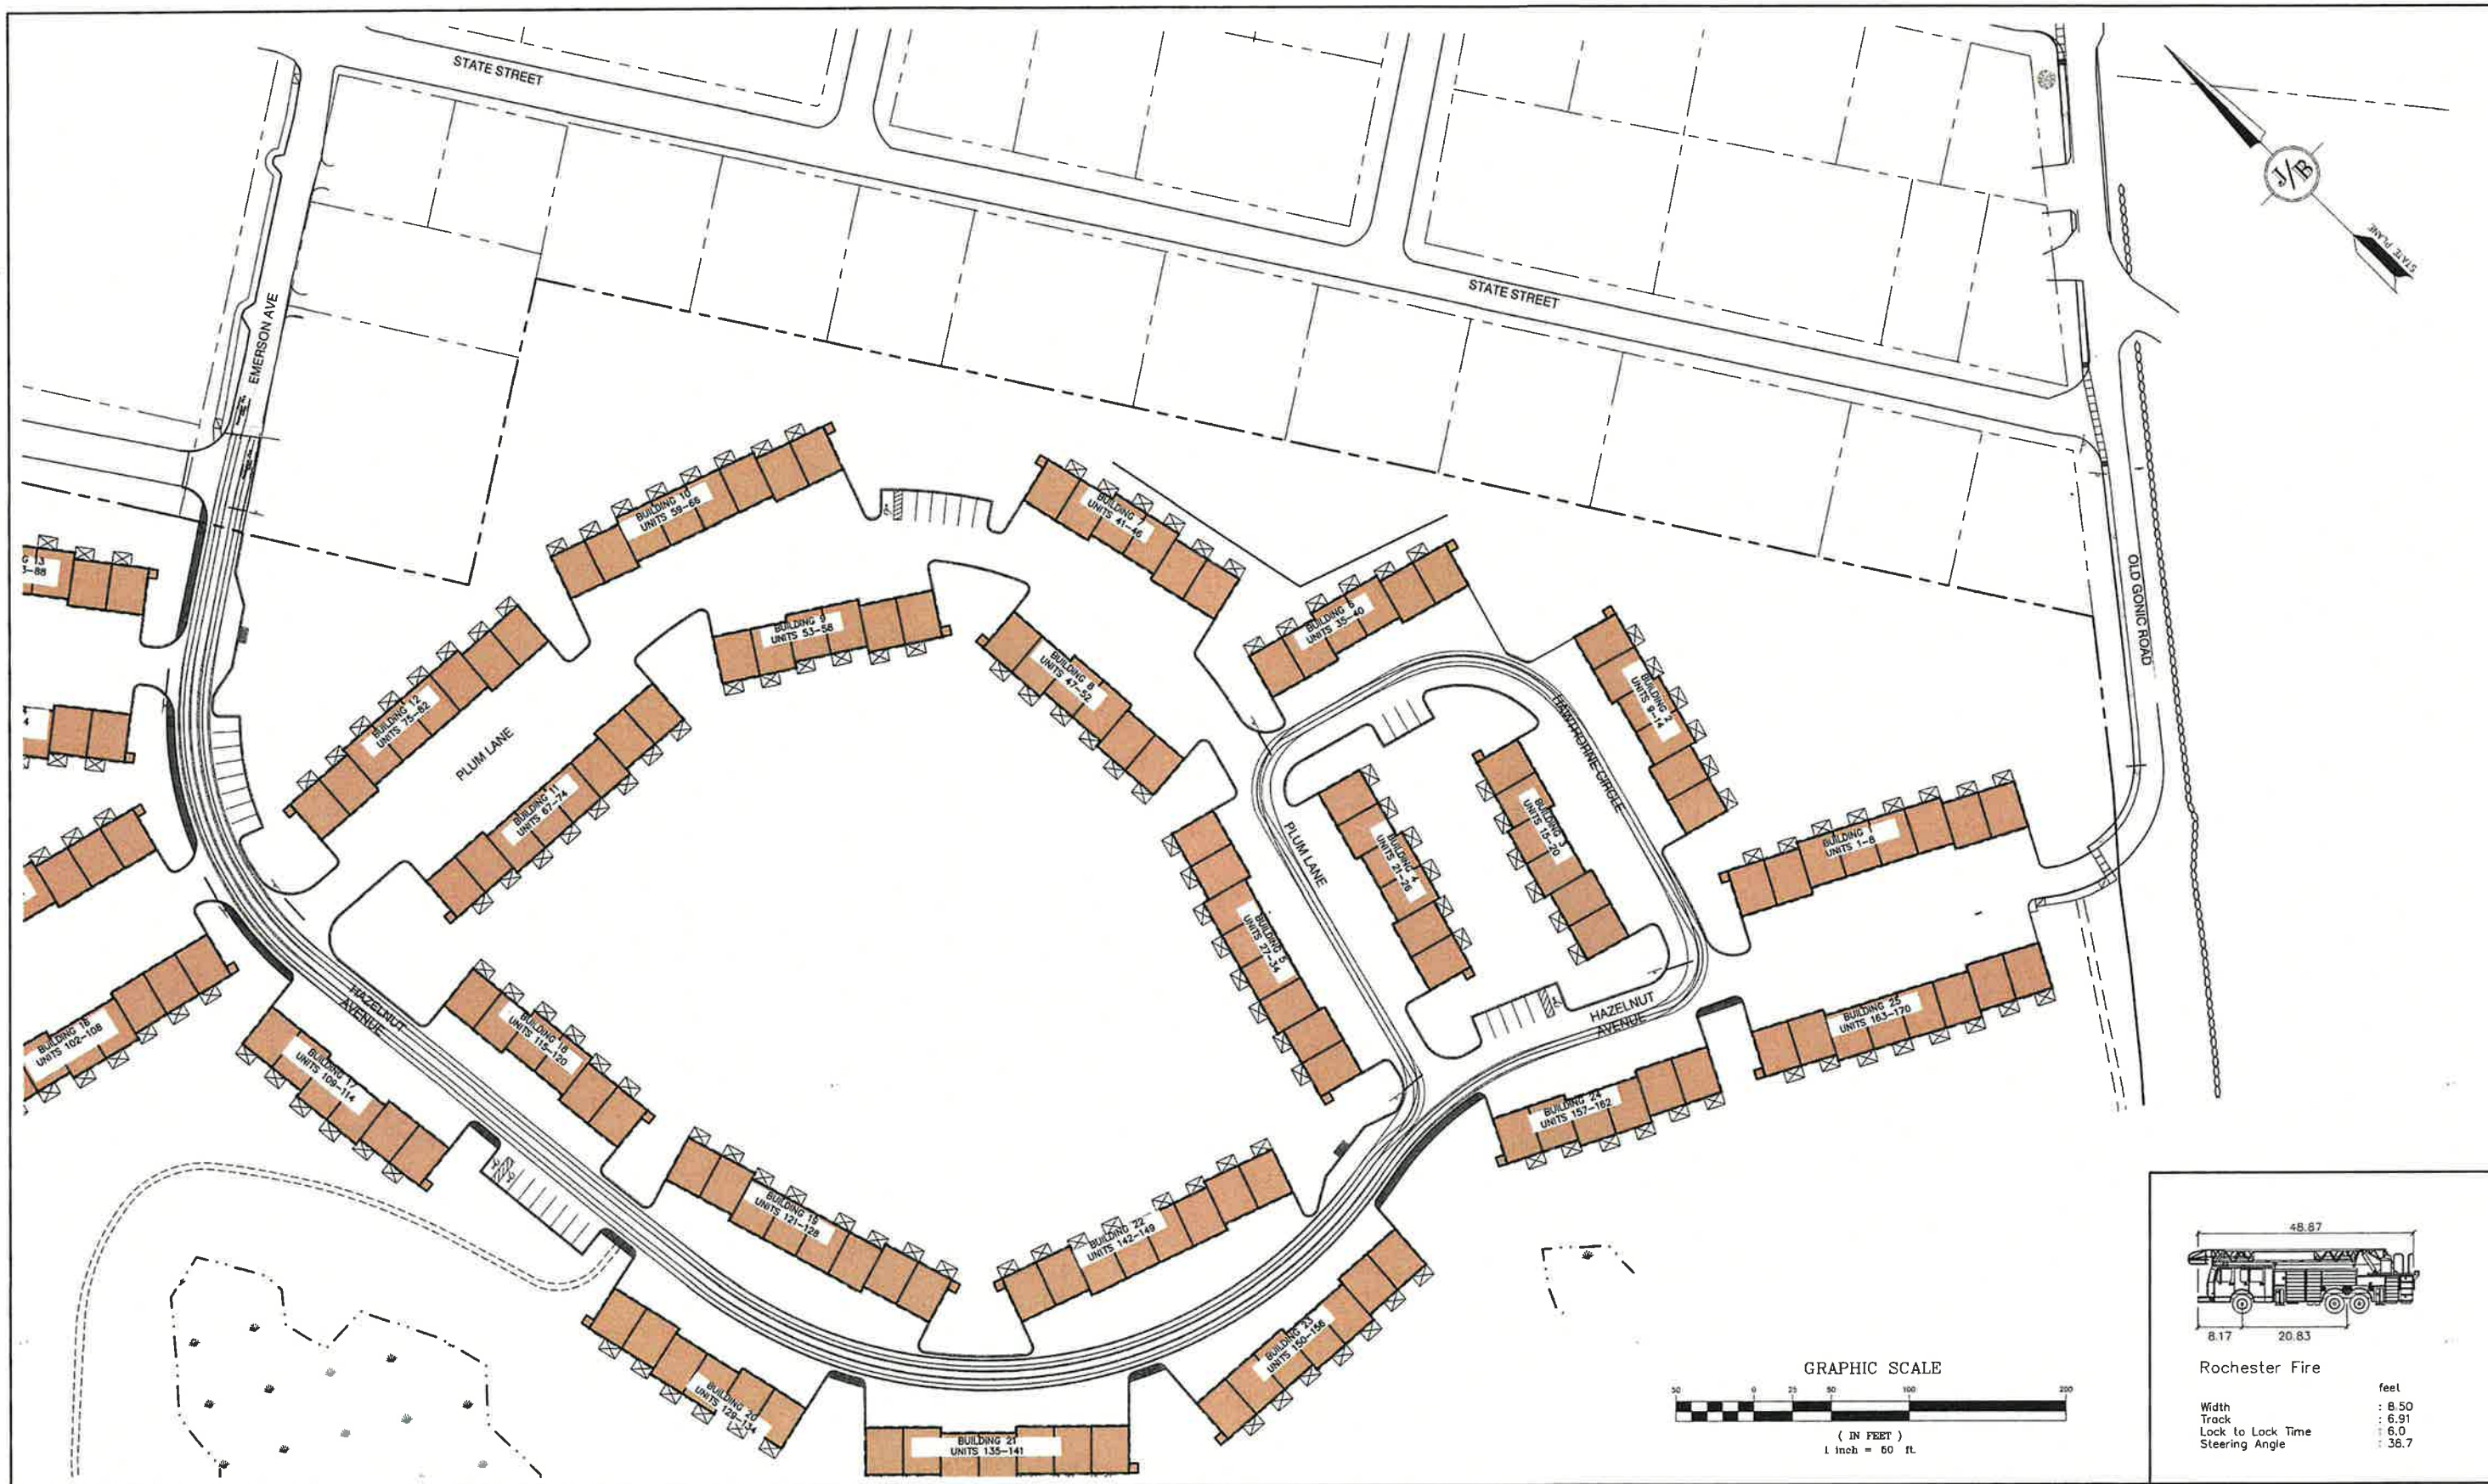 STATE STREET
J/B
STATE PLANE
EMERSON AVE
STATE STREET
OLD GONIC ROAD
BUILDING 10
UNITS 59-66
BUILDING 7
UNITS 41-46
BUILDING 6
UNITS 35-40
BUILDING 9
UNITS 53-58
BUILDING 8
UNITS 47-52
BUILDING 2
UNITS 9-14
HAWTHORNE CIRCLE
BUILDING 12
UNITS 75-82
PLUM LANE
BUILDING 11
UNITS 67-74
PLUM LANE
BUILDING 4
UNITS 21-26
BUILDING 3
UNITS 15-20
BUILDING 1
UNITS 1-8
BUILDING 5
UNITS 27-34
HAZELNUT
AVENUE
HAZELNUT
AVENUE
BUILDING 25
UNITS 163-170
UNITS 102-108
BUILDING 17
UNITS 109-114
UNITS 115-120
BUILDING 24
UNITS 157-162
BUILDING 19
UNITS 121-128
BUILDING 22
UNITS 142-149
BUILDING 23
UNITS 150-156
BUILDING 20
UNITS 129-134
BUILDING 21
UNITS 135-141
GRAPHIC SCALE
0 25 50 100 200
( IN FEET )
1 inch = 50 ft.
48.87
8.17 20.83
Rochester Fire
feet
Width : 8.50
Track : 6.91
Lock to Lock Time : 6.0
Steering Angle : 38.7